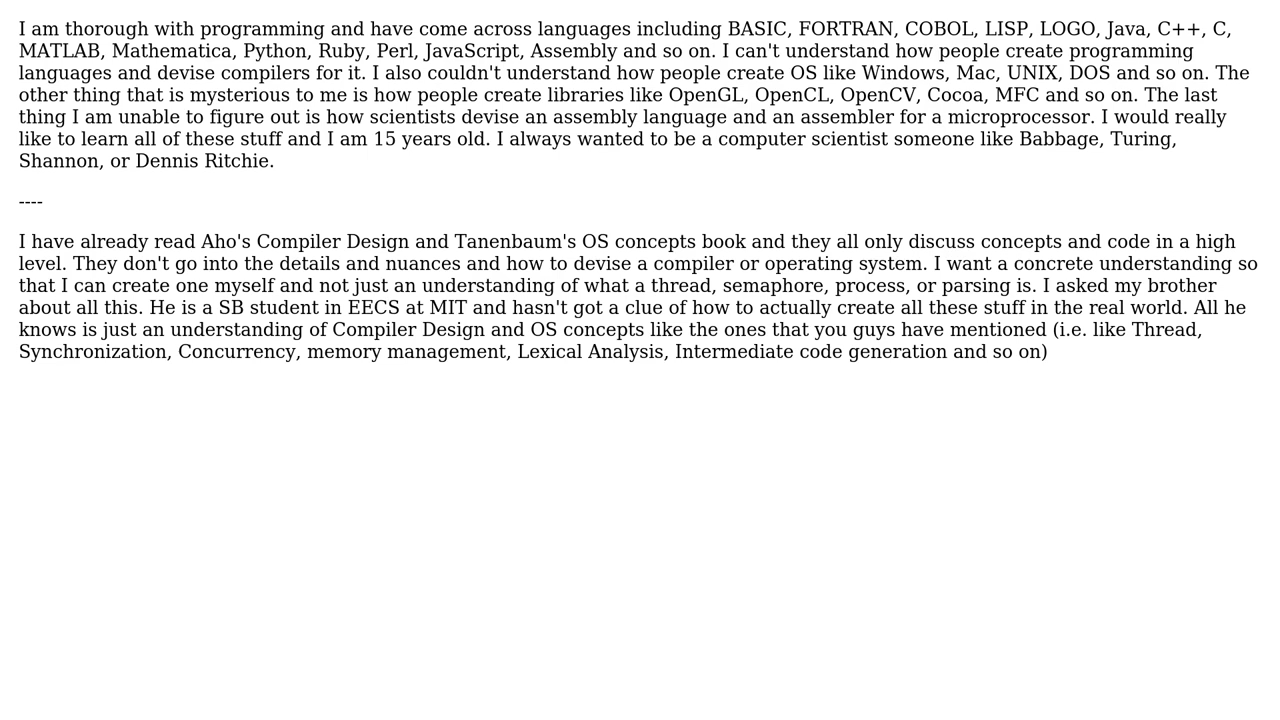 I am thorough with programming and have come across languages including BASIC, FORTRAN, COBOL, LISP, LOGO, Java, C++, C,
MATLAB, Mathematica, Python, Ruby, Perl, JavaScript, Assembly and so on. I can't understand how people create programming
languages and devise compilers for it. I also couldn't understand how people create OS like Windows, Mac, UNIX, DOS and so on. The
other thing that is mysterious to me is how people create libraries like OpenGL, OpenCL, OpenCV, Cocoa, MFC and so on. The last
thing I am unable to figure out is how scientists devise an assembly language and an assembler for a microprocessor. I would really
like to learn all of these stuff and I am 15 years old. I always wanted to be a computer scientist someone like Babbage, Turing,
Shannon, or Dennis Ritchie.
----
I have already read Aho's Compiler Design and Tanenbaum's OS concepts book and they all only discuss concepts and code in a high
level. They don't go into the details and nuances and how to devise a compiler or operating system. I want a concrete understanding so
that I can create one myself and not just an understanding of what a thread, semaphore, process, or parsing is. I asked my brother
about all this. He is a SB student in EECS at MIT and hasn't got a clue of how to actually create all these stuff in the real world. All he
knows is just an understanding of Compiler Design and OS concepts like the ones that you guys have mentioned (i.e. like Thread,
Synchronization, Concurrency, memory management, Lexical Analysis, Intermediate code generation and so on)